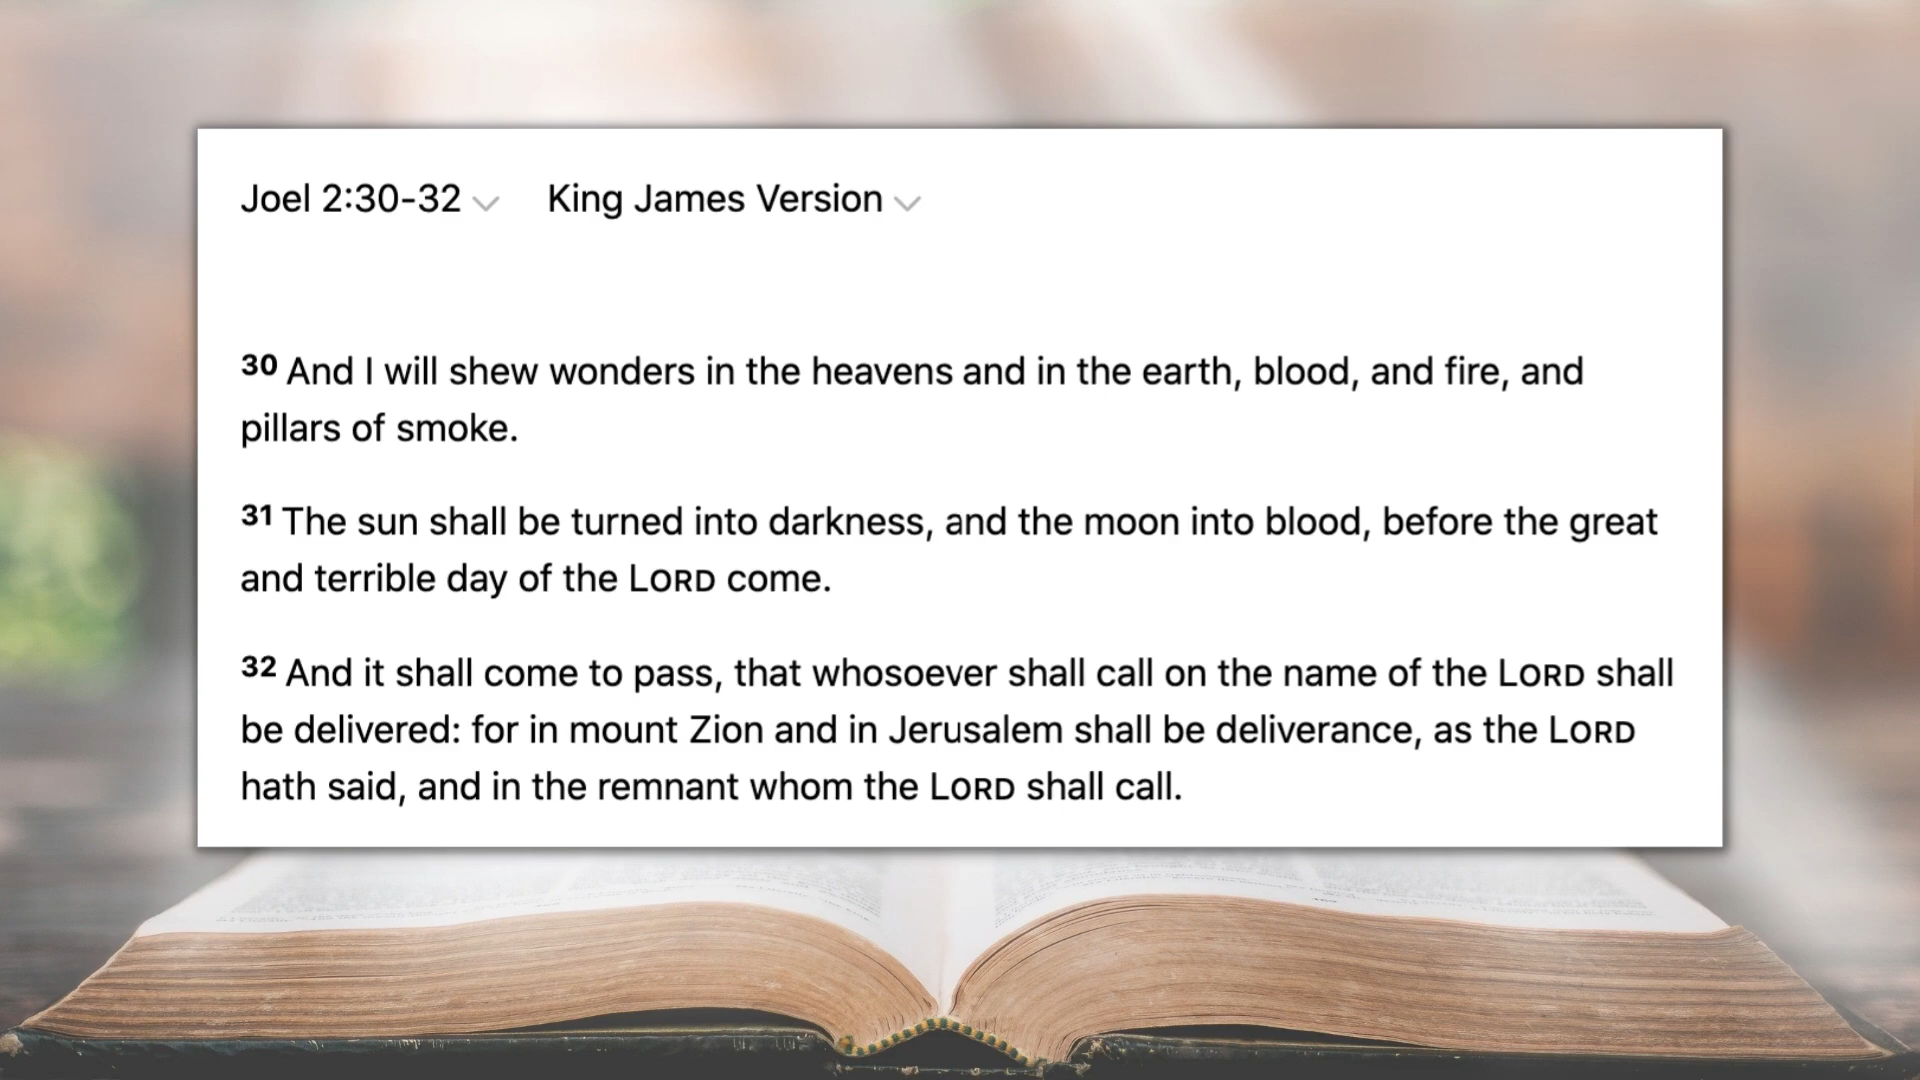 Joel 2:30-32 King James Version
30 And I will shew wonders in the heavens and in the earth, blood, and fire, and
pillars of smoke.
31 The sun shall be turned into darkness, and the moon into blood, before the great
and terrible day of the LORD come.
32 And it shall come to pass, that whosoever shall call on the name of the LORD shall
be delivered: for in mount Zion and in Jerusalem shall be deliverance, as the LORD
hath said, and in the remnant whom the LORD shall call.